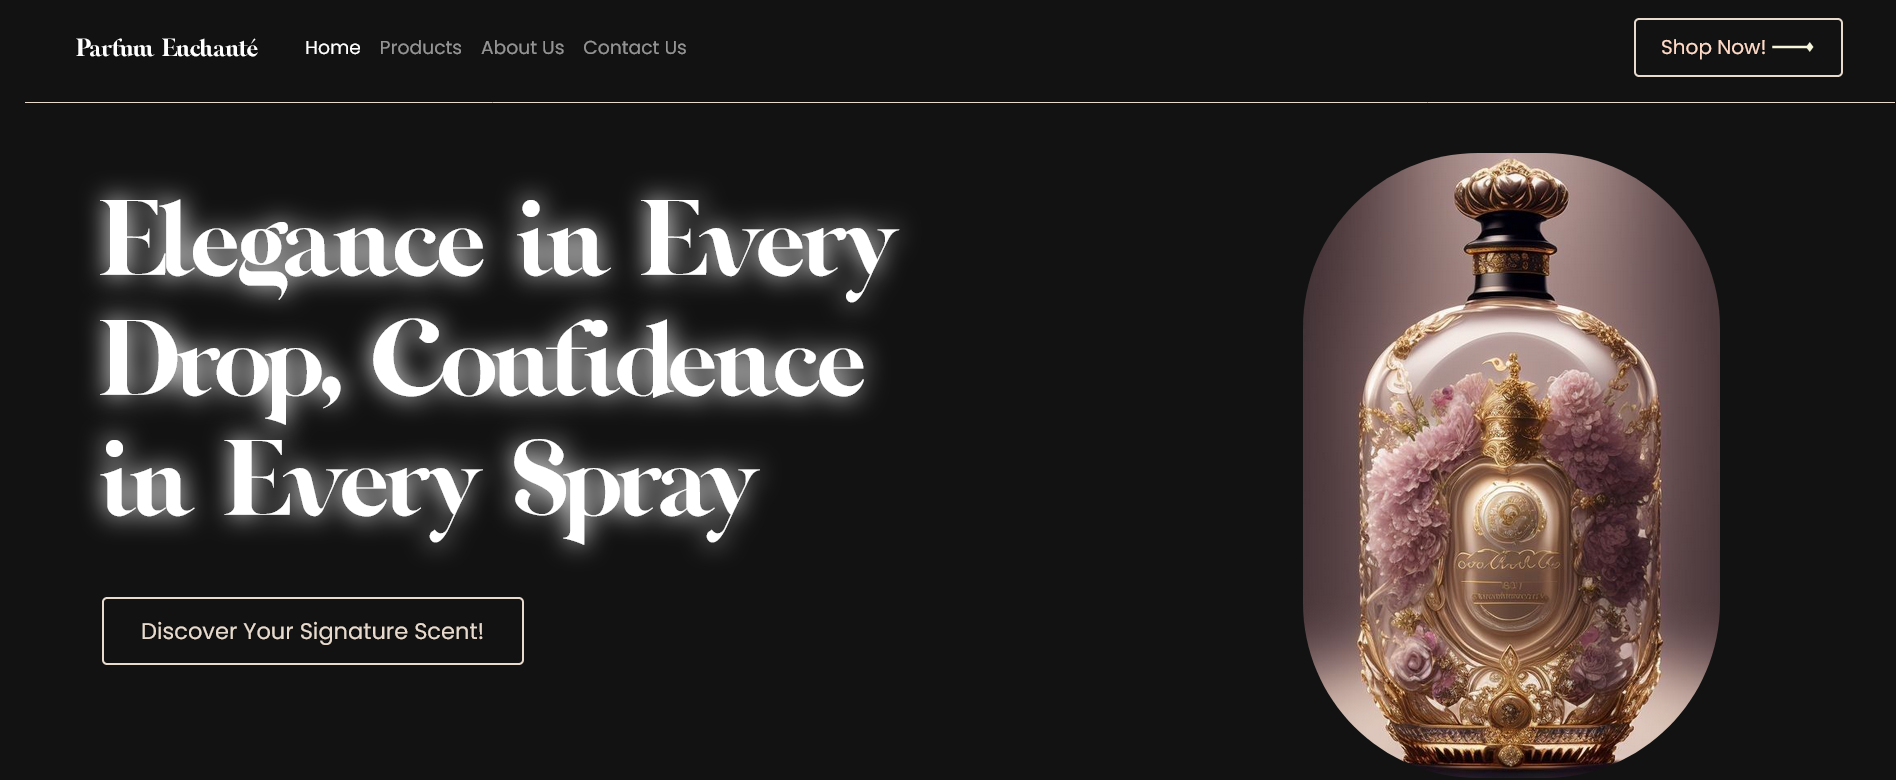 Parfum Enchanté
Home Products About Us Contact Us
Shop Now!
Elegance in Every
Drop, Confidence
in Every Spray
Discover Your Signature Scent!